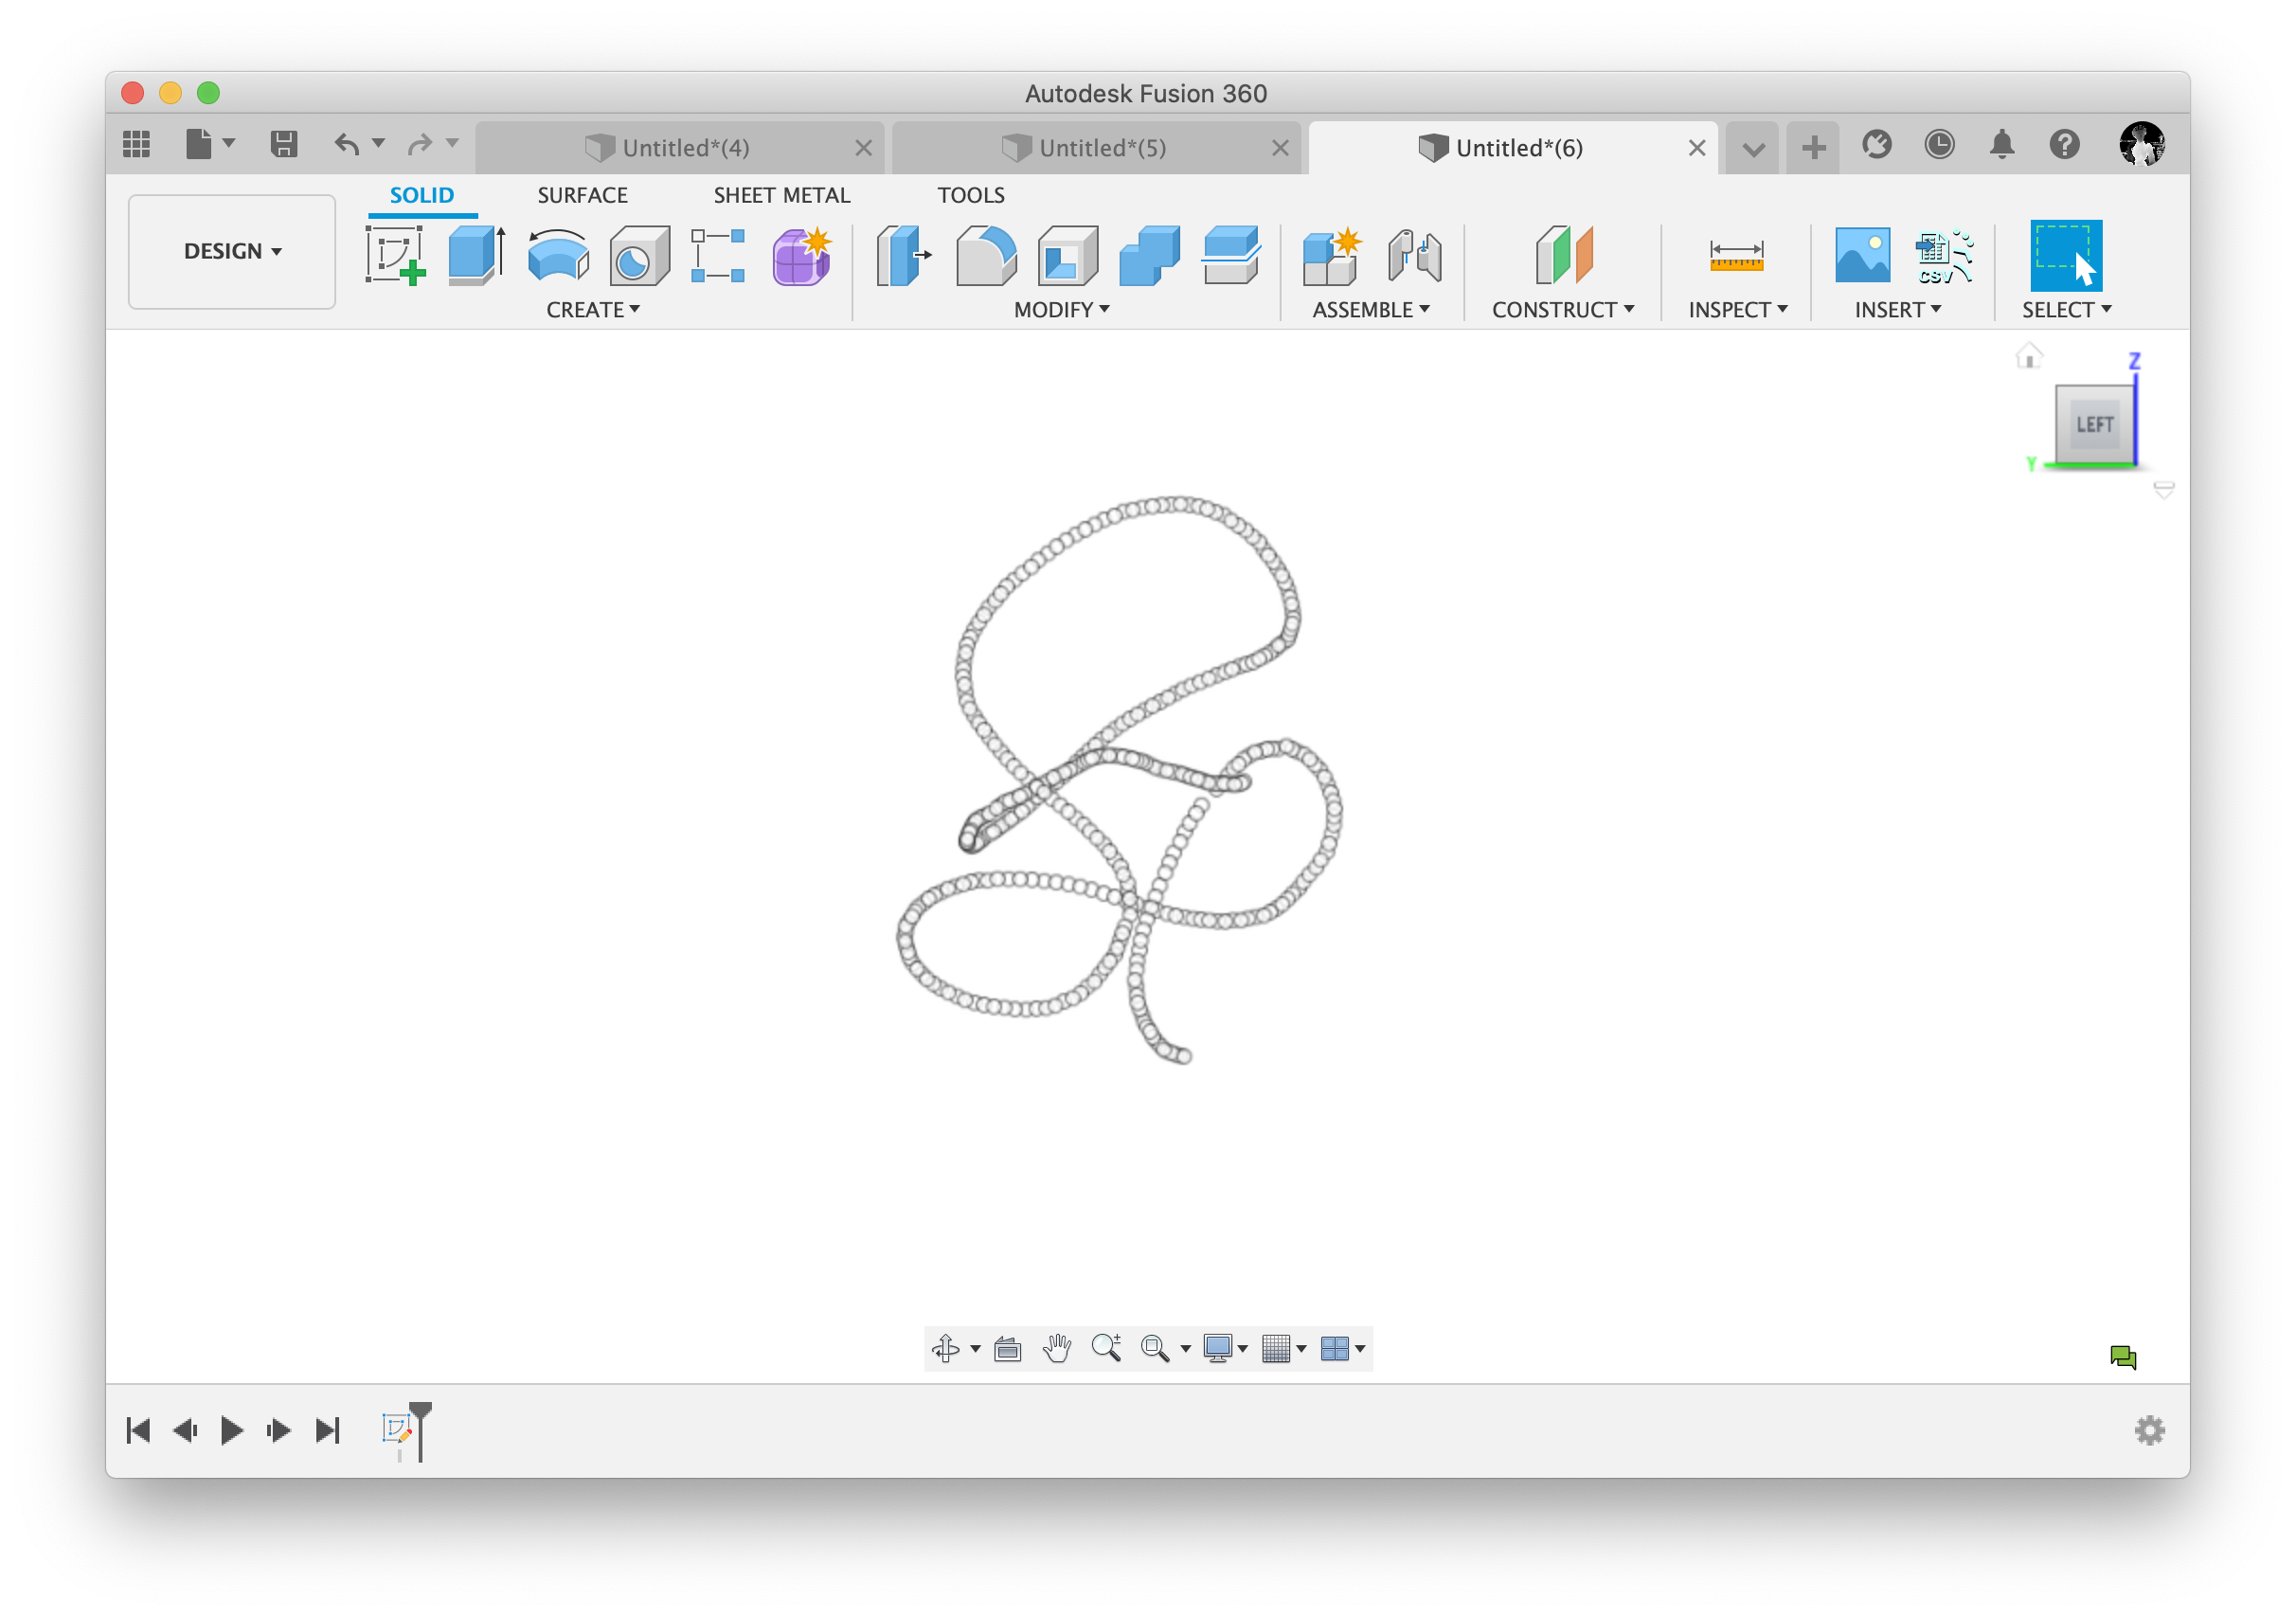 Autodesk Fusion 360
Untitled*(4) Untitled*(5) Untitled*(6)
SOLID SURFACE SHEET METAL TOOLS
DESIGN
CSV
CREATE MODIFY ASSEMBLE CONSTRUCT INSPECT INSERT SELECT
Z
LEFT
Y